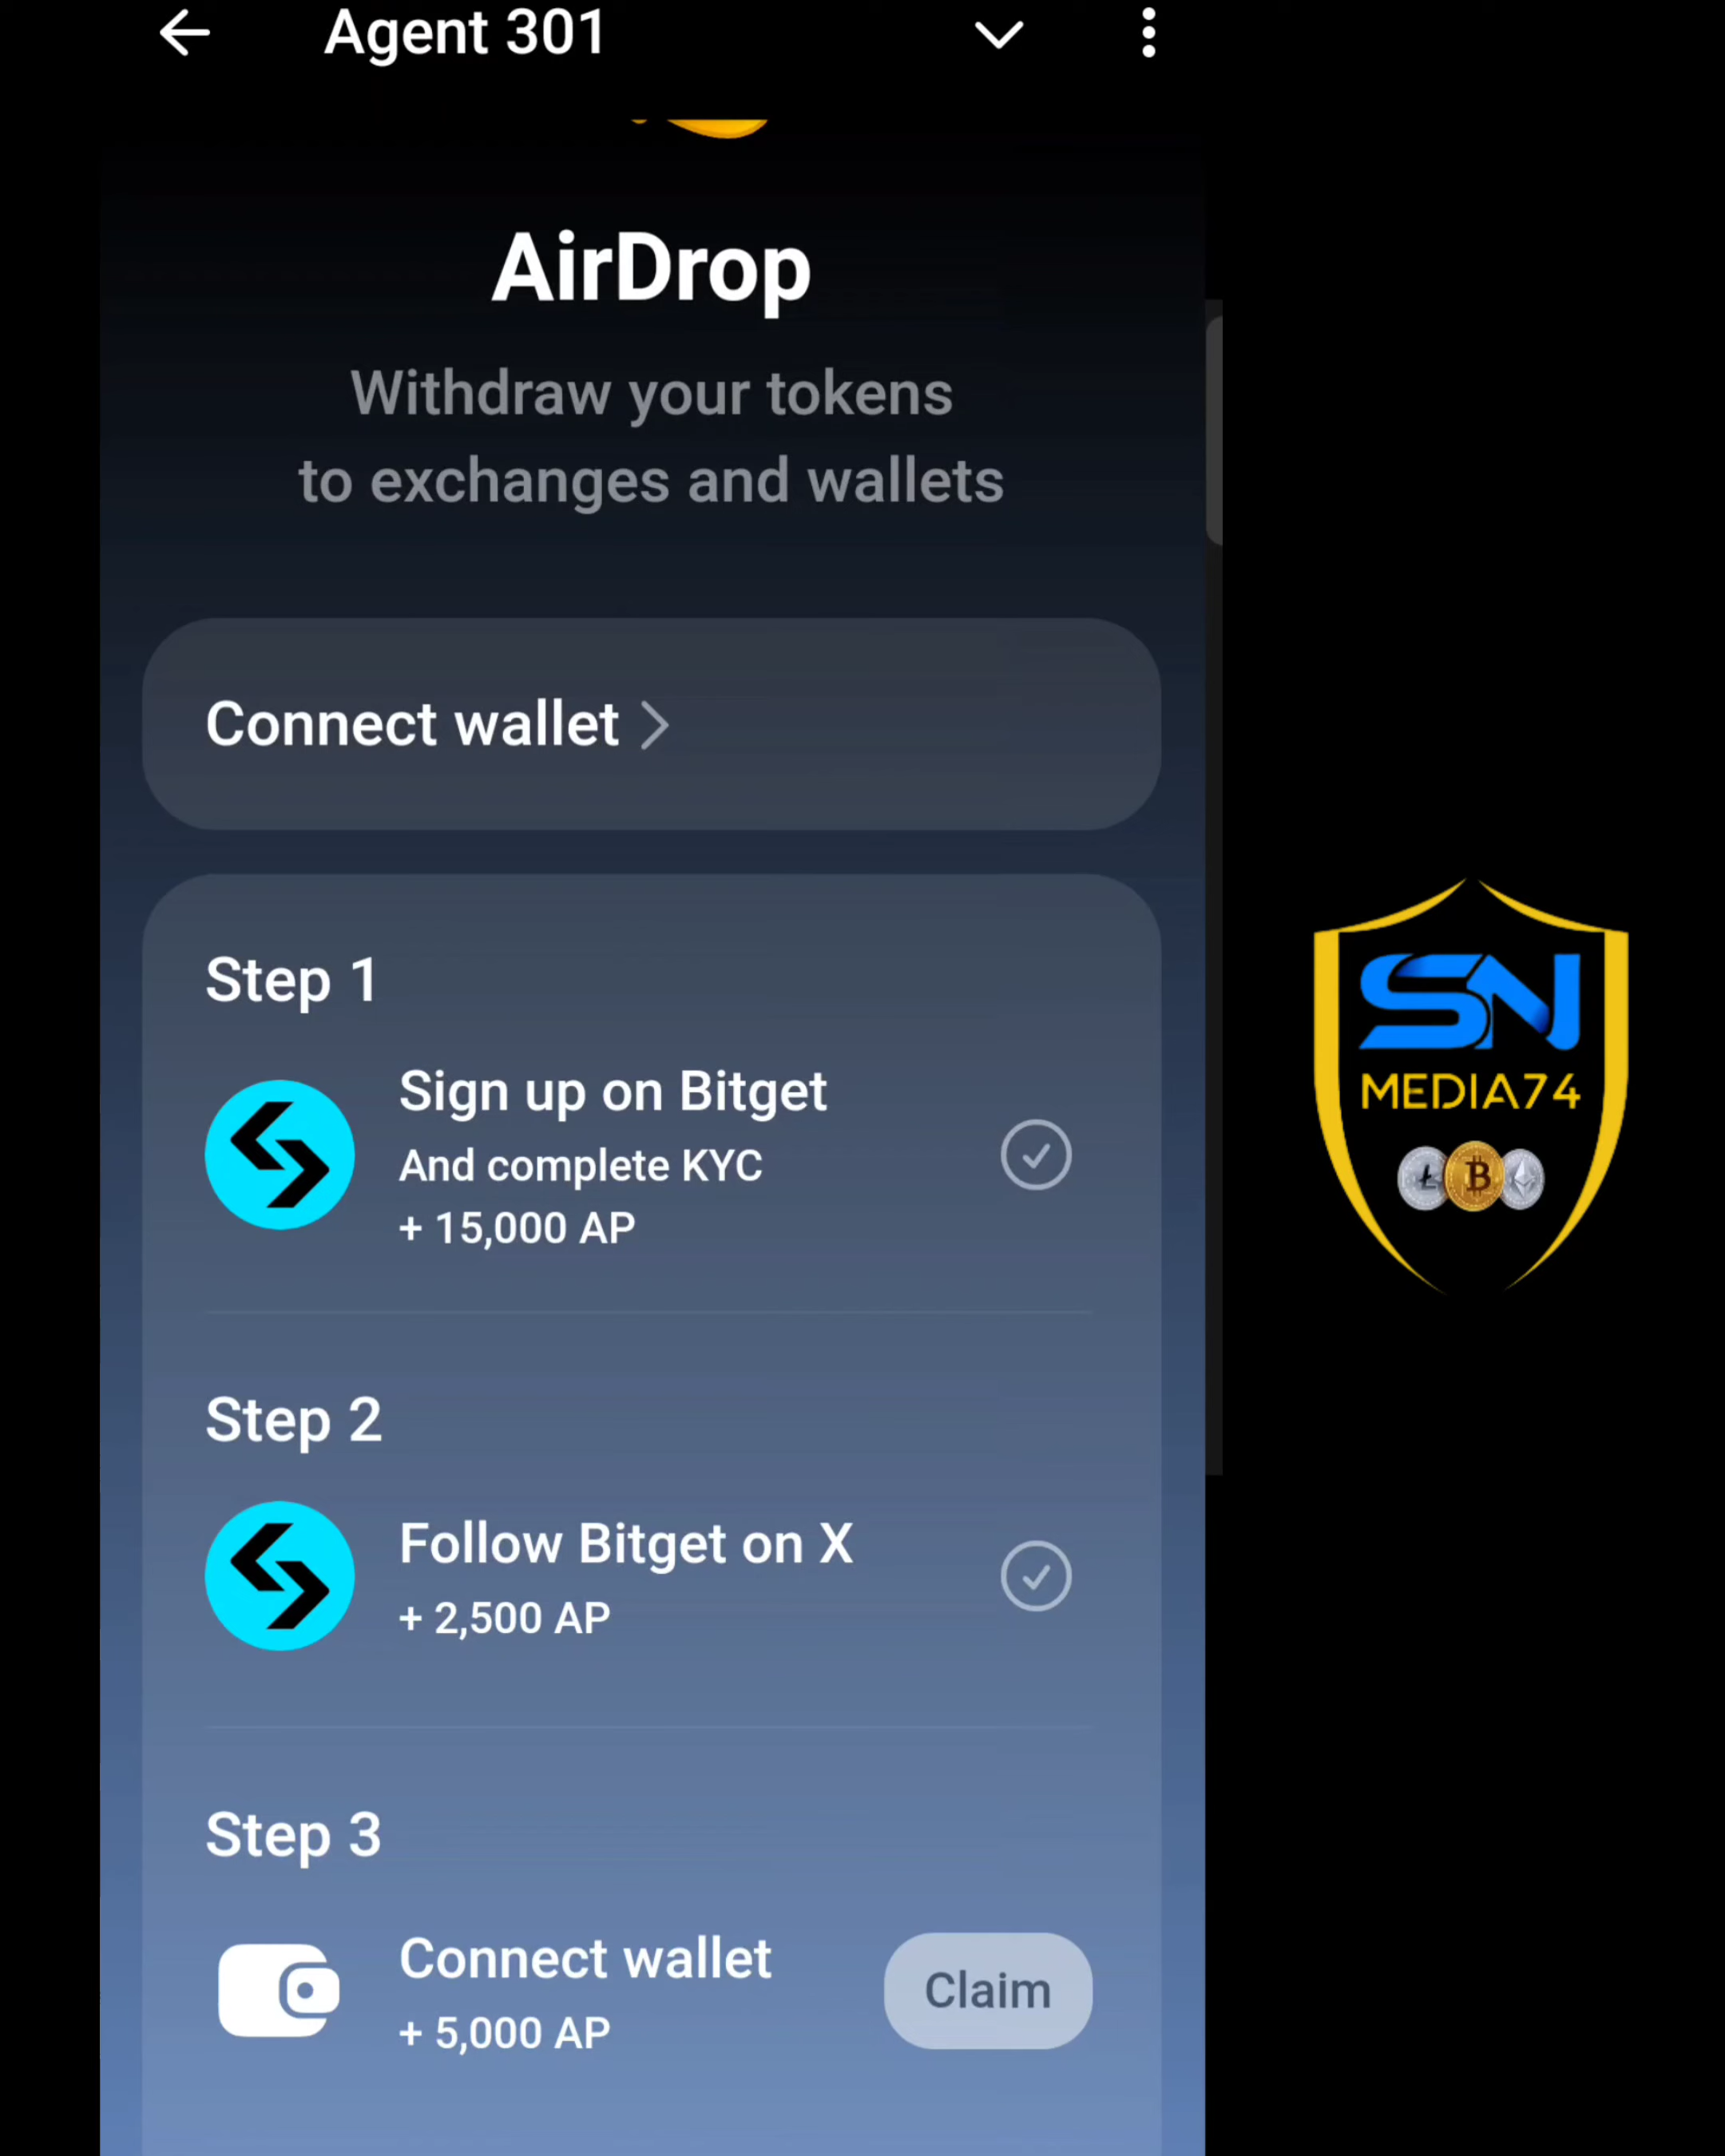 Agent 301
AirDrop
Withdraw your tokens
to exchanges and wallets
Connect wallet
Step 1
Sign up on Bitget
And complete KYC
+ 15,000 AP
Step 2
Follow Bitget on X
+ 2,500 AP
Step 3
Connect wallet
+ 5,000 AP
Claim
SN
MEDIA74